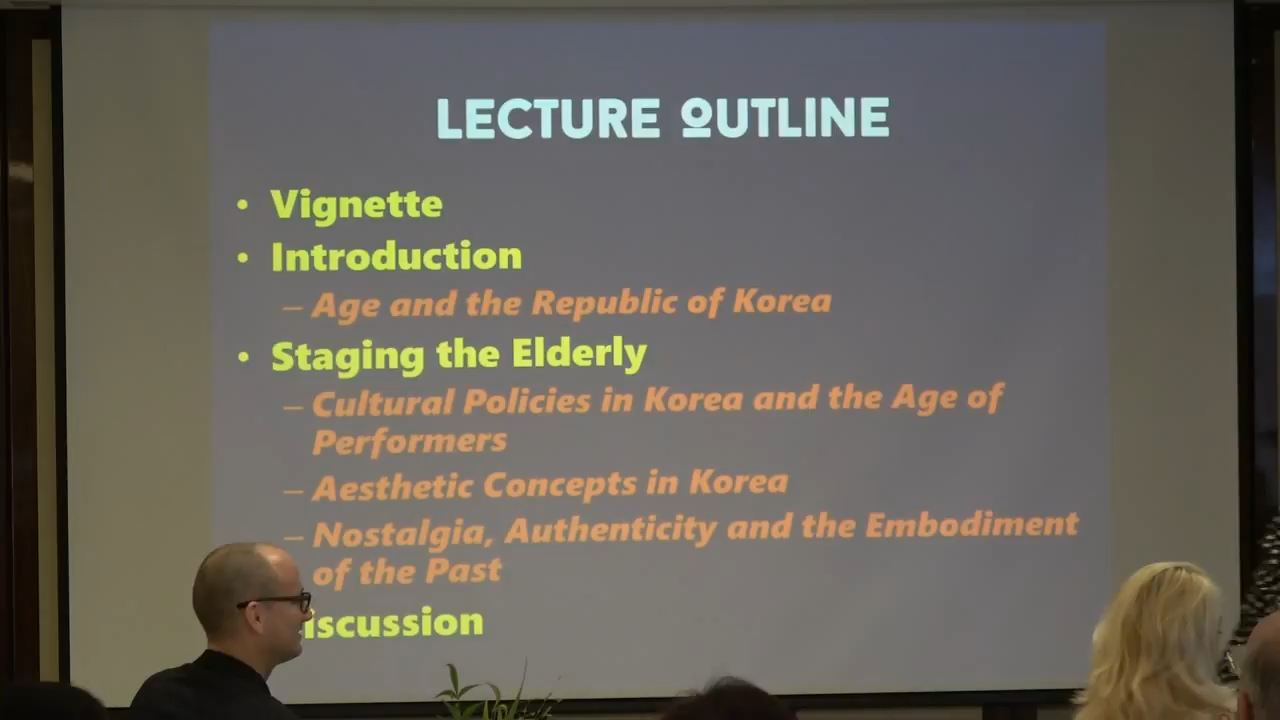 LECTURE OUTLINE
• Vignette
• Introduction
– Age and the Republic of Korea
• Staging the Elderly
– Cultural Policies in Korea and the Age of
Performers
– Aesthetic Concepts in Korea
– Nostalgia, Authenticity and the Embodiment
of the Past
iscussion